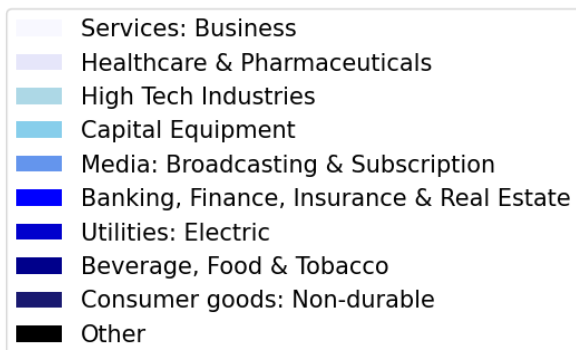 Services: Business
Healthcare & Pharmaceuticals
High Tech Industries
Capital Equipment
Media: Broadcasting & Subscription
Banking, Finance, Insurance & Real Estate
Utilities: Electric
Beverage, Food & Tobacco
Consumer goods: Non-durable
Other